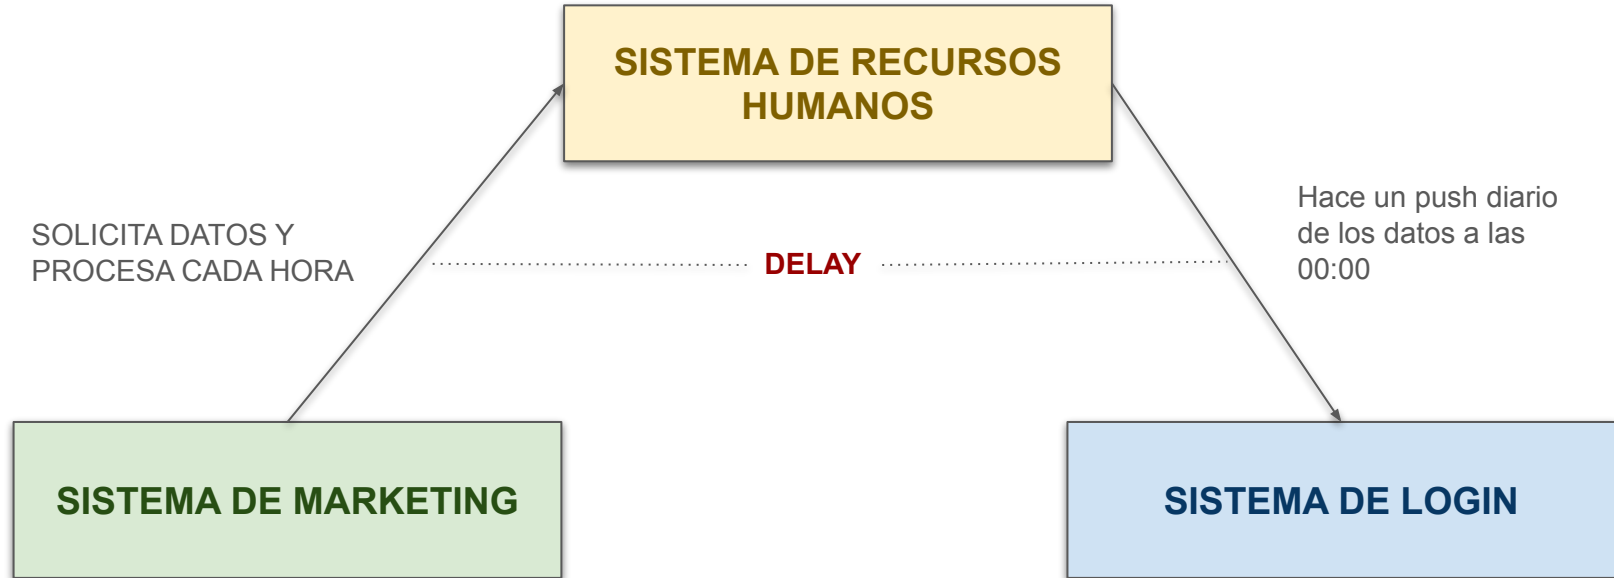 SISTEMA DE RECURSOS
HUMANOS
SOLICITA DATOS Y
PROCESA CADA HORA
DELAY
Hace un push diario
de los datos a las
00:00
SISTEMA DE MARKETING
SISTEMA DE LOGIN